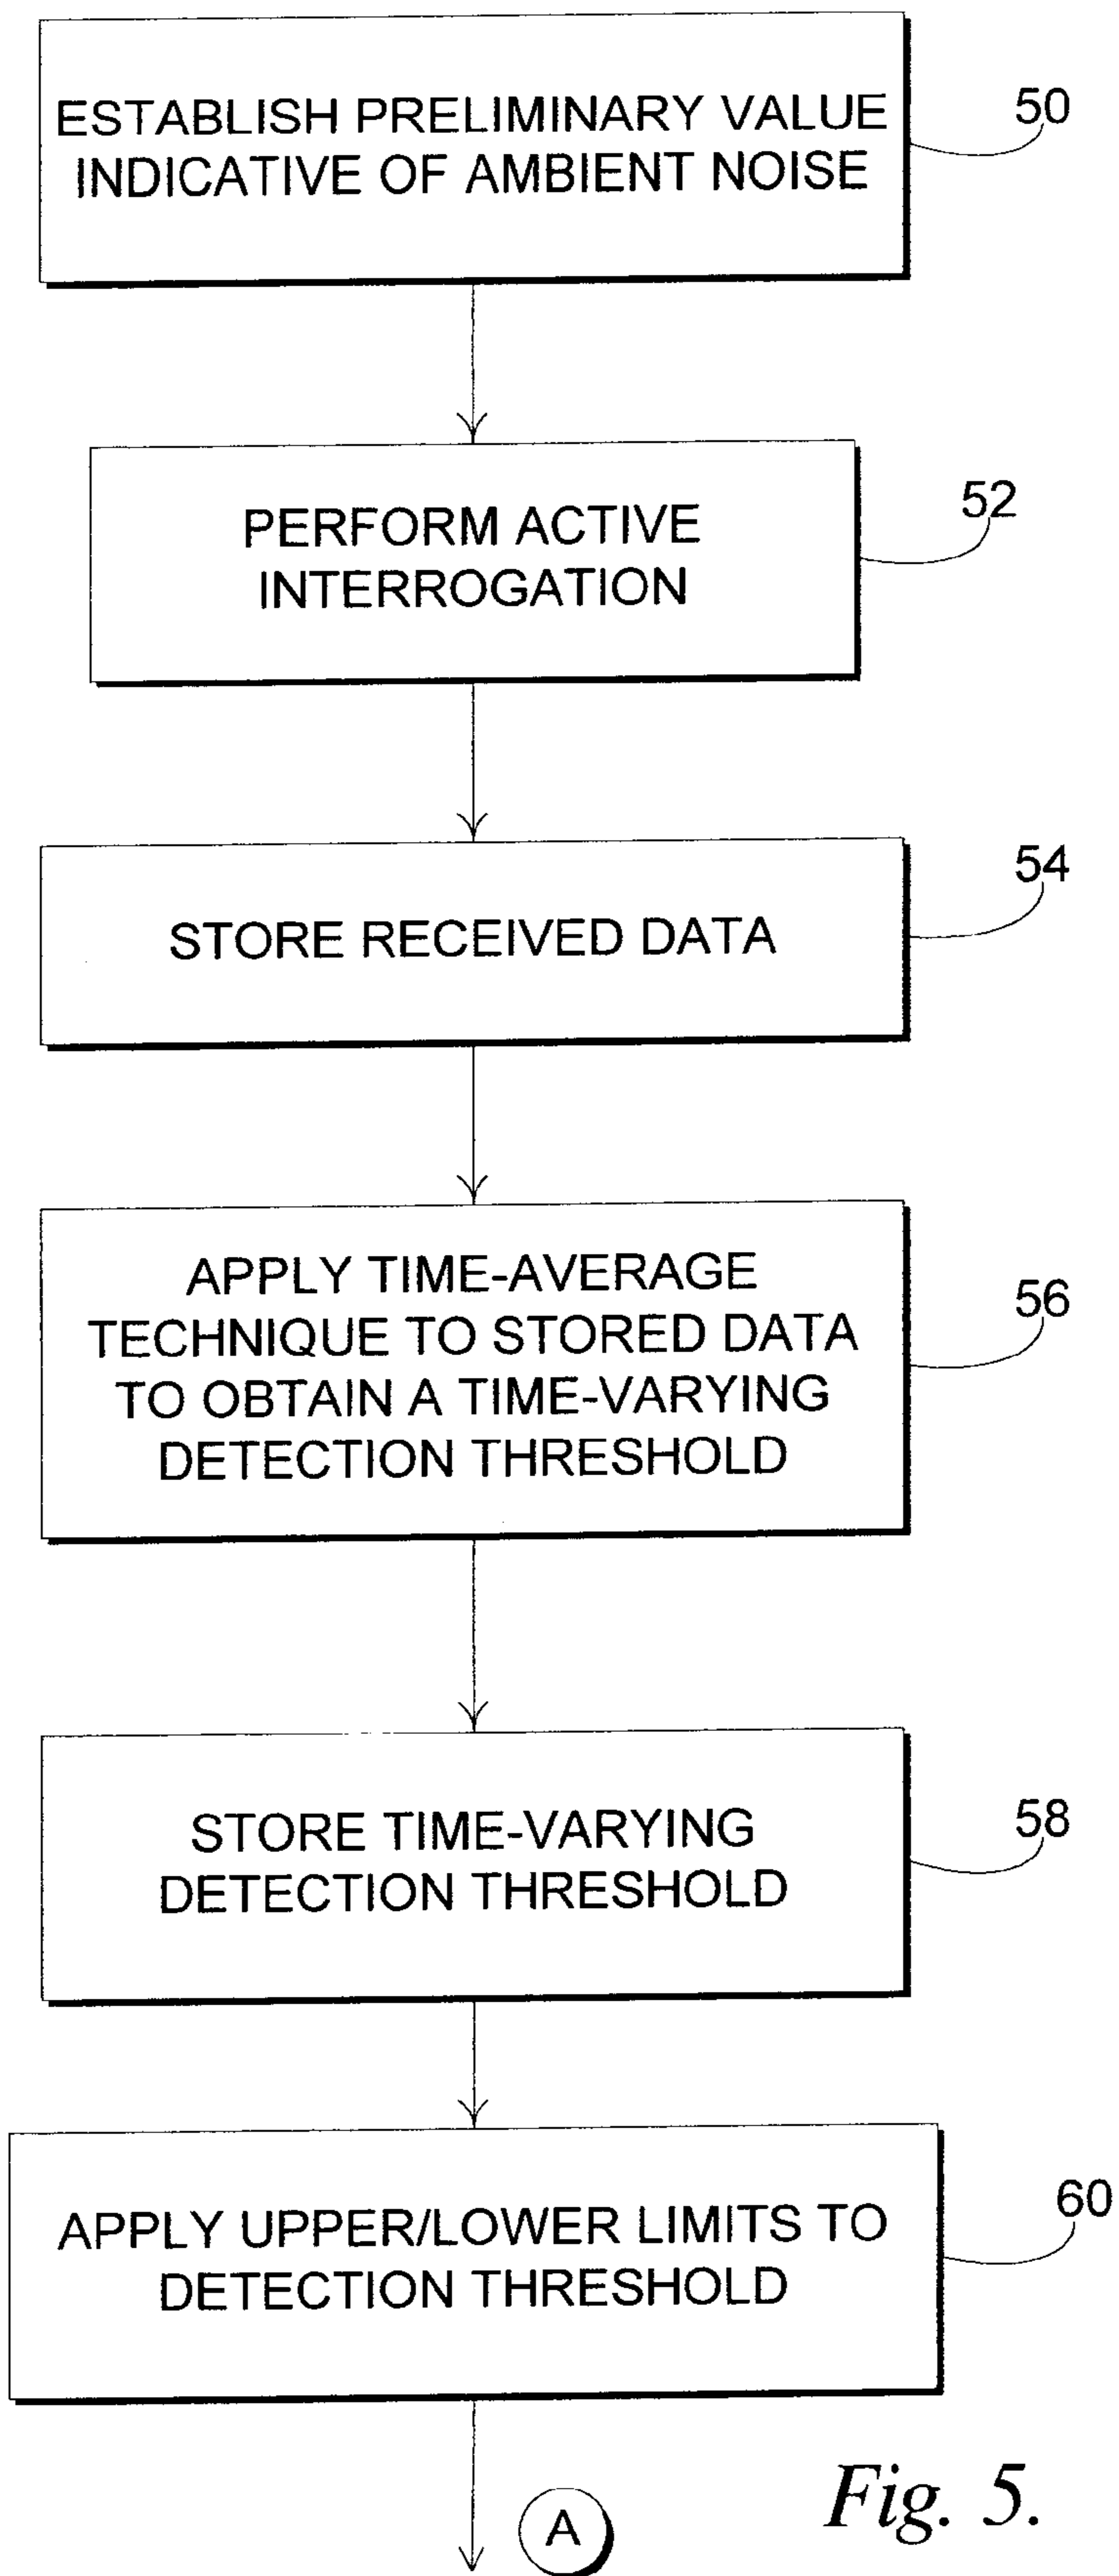 ESTABLISH PRELIMINARY VALUE
INDICATIVE OF AMBIENT NOISE
50
PERFORM ACTIVE
INTERROGATION
52
STORE RECEIVED DATA
54
APPLY TIME-AVERAGE
TECHNIQUE TO STORED DATA
TO OBTAIN A TIME-VARYING
DETECTION THRESHOLD
56
STORE TIME-VARYING
DETECTION THRESHOLD
58
APPLY UPPER/LOWER LIMITS TO
DETECTION THRESHOLD
60
A
Fig. 5.